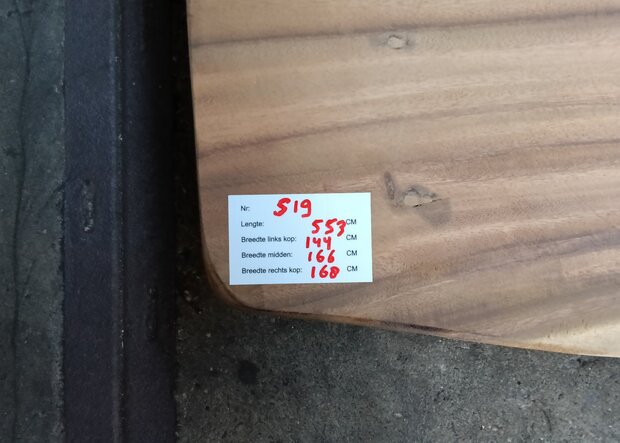 Nr: 519
Lengte: 553 CM
Breedte links kop: 144 CM
Breedte midden: 166 CM
Breedte rechts kop: 168 CM